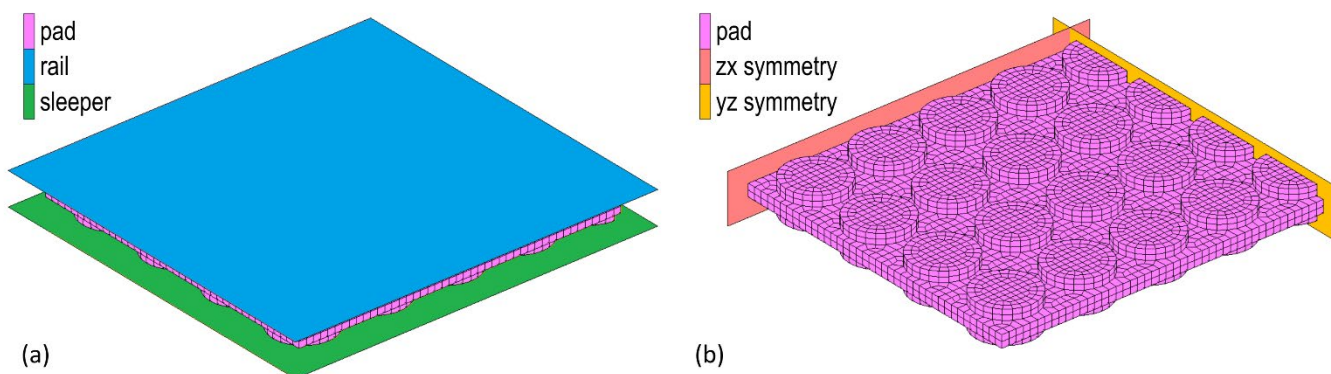 pad
rail
sleeper
(a)
pad
zx symmetry
yz symmetry
(b)